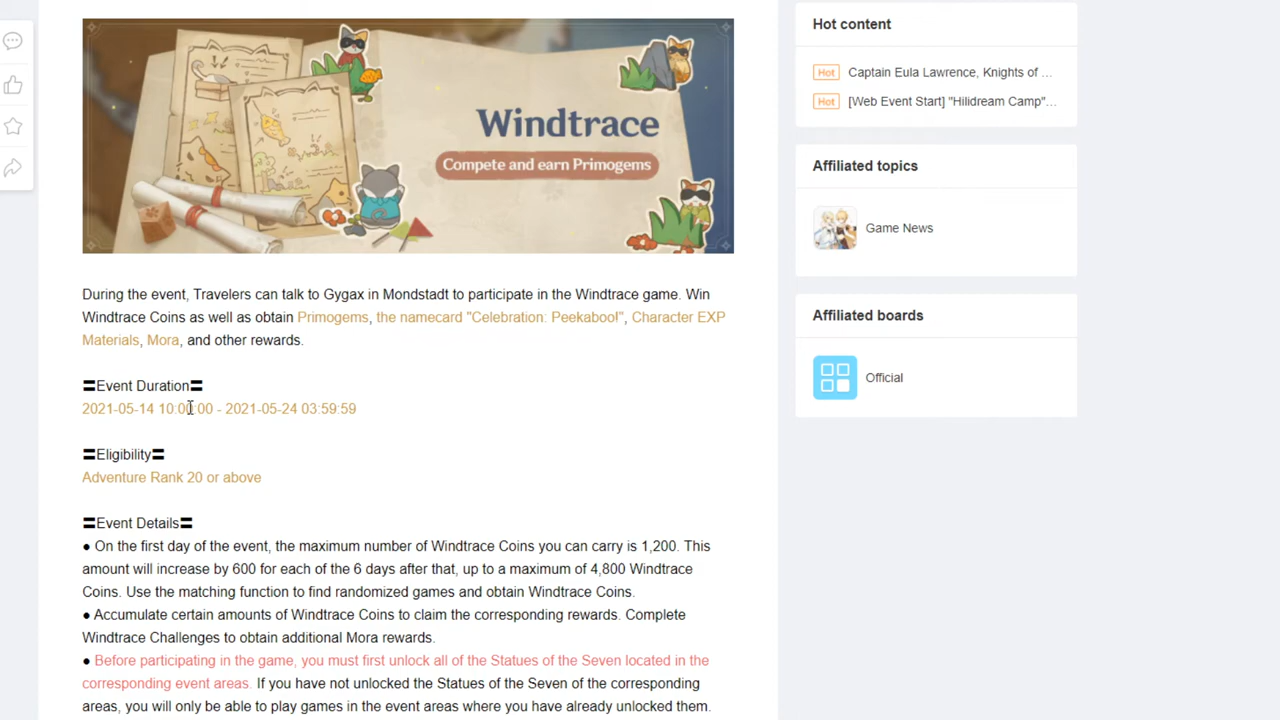 Windtrace
Compete and earn Primogems
During the event, Travelers can talk to Gygax in Mondstadt to participate in the Windtrace game. Win
Windtrace Coins as well as obtain Primogems, the namecard "Celebration: Peekaboo!", Character EXP
Materials, Mora, and other rewards.
〓Event Duration〓
2021-05-14 10:00:00 - 2021-05-24 03:59:59
〓Eligibility〓
Adventure Rank 20 or above
〓Event Details〓
● On the first day of the event, the maximum number of Windtrace Coins you can carry is 1,200. This
amount will increase by 600 for each of the 6 days after that, up to a maximum of 4,800 Windtrace
Coins. Use the matching function to find randomized games and obtain Windtrace Coins.
● Accumulate certain amounts of Windtrace Coins to claim the corresponding rewards. Complete
Windtrace Challenges to obtain additional Mora rewards.
● Before participating in the game, you must first unlock all of the Statues of the Seven located in the
corresponding event areas. If you have not unlocked the Statues of the Seven of the corresponding
areas, you will only be able to play games in the event areas where you have already unlocked them.
Hot content
Hot Captain Eula Lawrence, Knights of ...
Hot [Web Event Start] "Hilidream Camp"...
Affiliated topics
Game News
Affiliated boards
Official